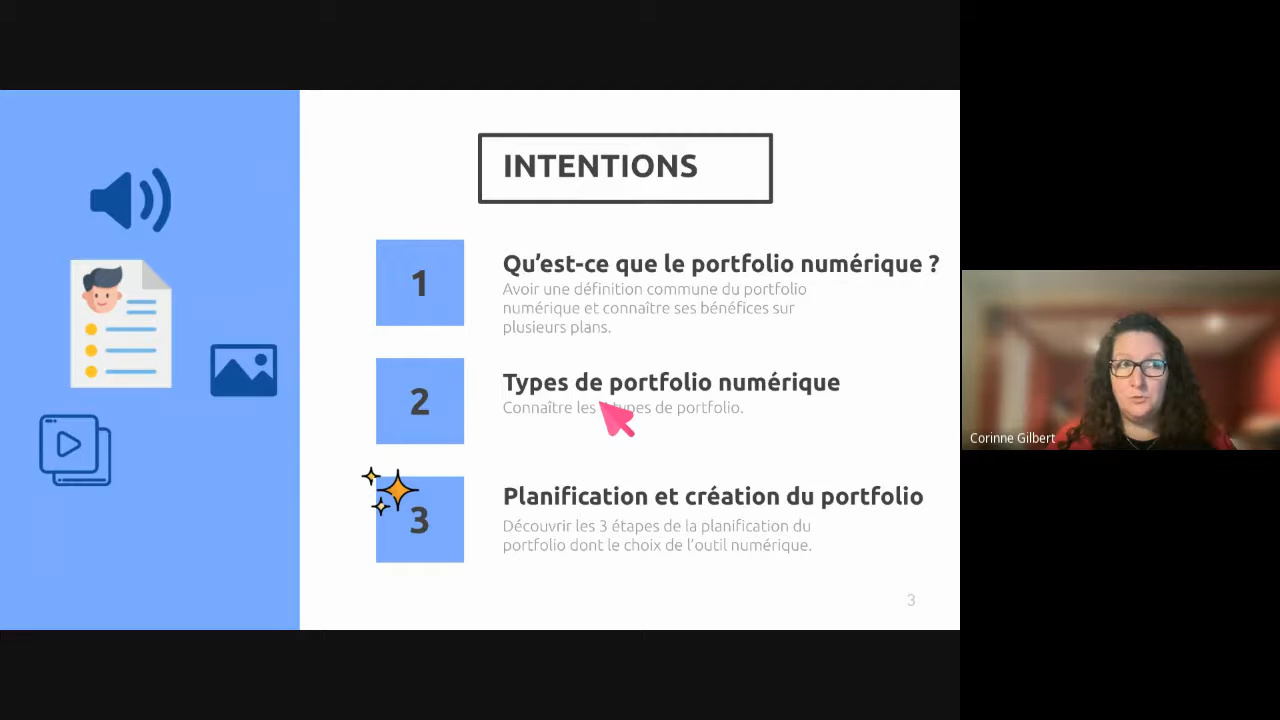 INTENTIONS
1
Qu’est-ce que le portfolio numérique ?
Avoir une définition commune du portfolio
numérique et connaître ses bénéfices sur
plusieurs plans.
2
Types de portfolio numérique
Connaître les types de portfolio.
3
Planification et création du portfolio
Découvrir les 3 étapes de la planification du
portfolio dont le choix de l’outil numérique.
3
Corinne Gilbert